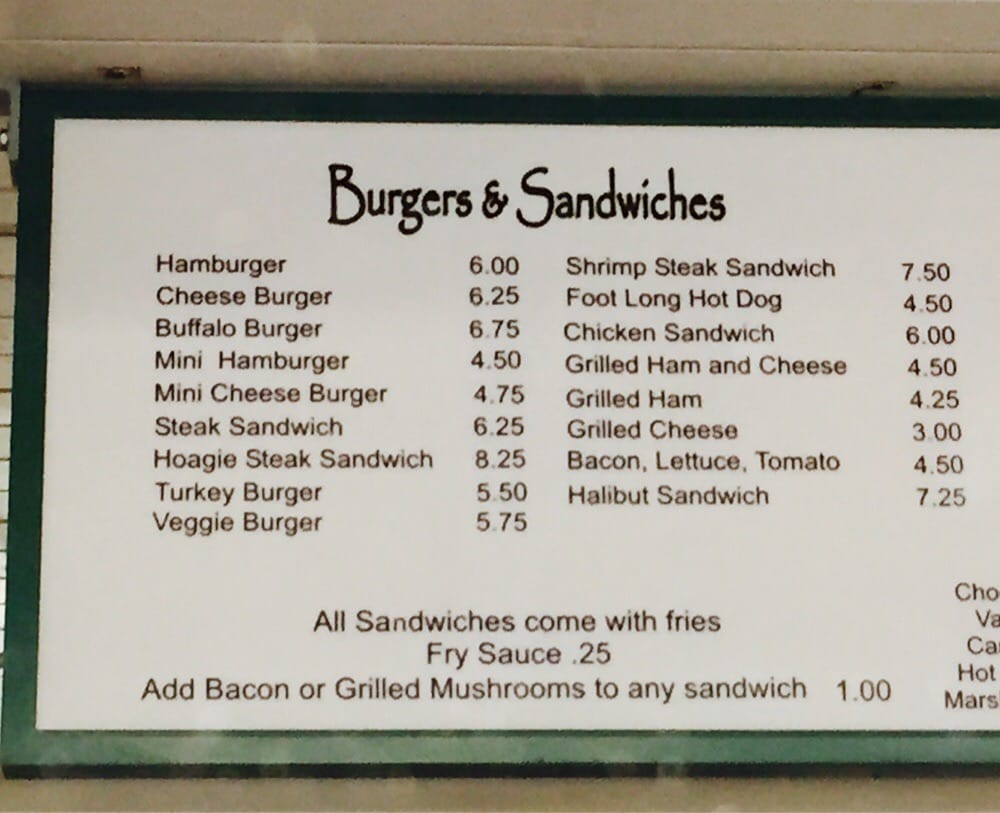 Burgers & Sandwiches
Hamburger 6.00
Cheese Burger 6.25
Buffalo Burger 6.75
Mini Hamburger 4.50
Mini Cheese Burger 4.75
Steak Sandwich 6.25
Hoagie Steak Sandwich 8.25
Turkey Burger 5.50
Veggie Burger 5.75
Shrimp Steak Sandwich 7.50
Foot Long Hot Dog 4.50
Chicken Sandwich 6.00
Grilled Ham and Cheese 4.50
Grilled Ham 4.25
Grilled Cheese 3.00
Bacon, Lettuce, Tomato 4.50
Halibut Sandwich 7.25
All Sandwiches come with fries
Fry Sauce .25
Add Bacon or Grilled Mushrooms to any sandwich 1.00
Hot